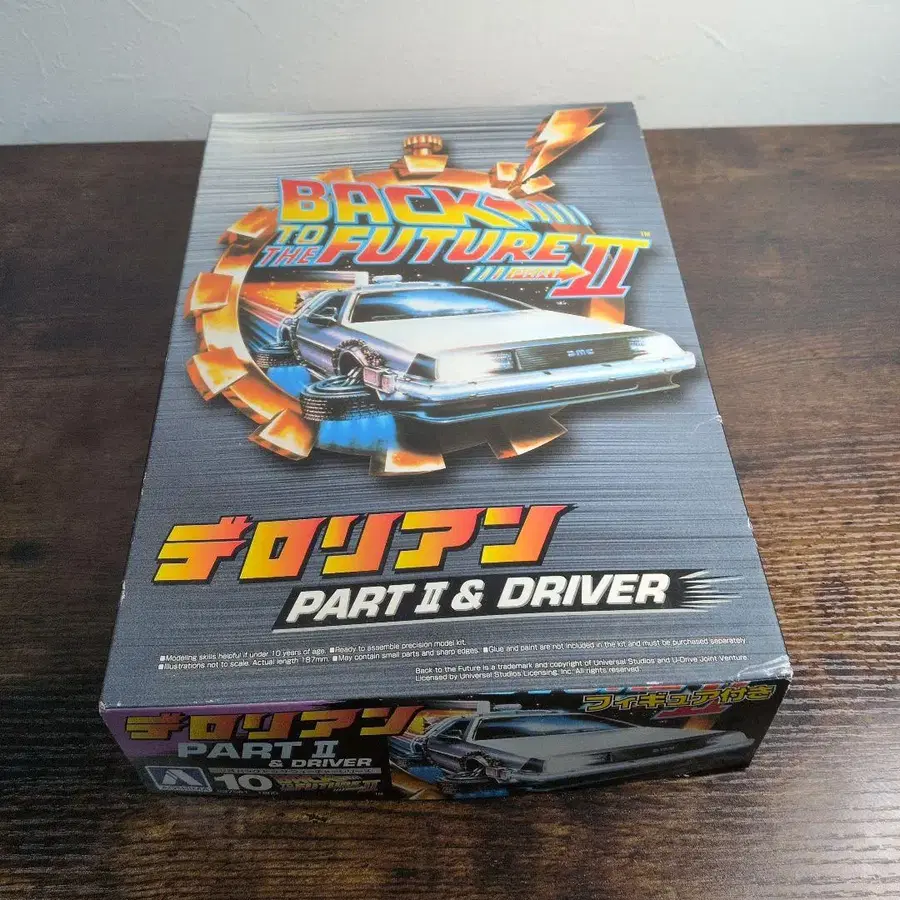 BACK
TO THE FUTURE
PART II
™
DMC
デロリアン
PART II & DRIVER
■Modeling skills helpful if under 10 years of age. ■Ready to assemble precision model kit. ■Glue and paint are not included in the kit and must be purchased separately.
■Illustrations not to scale. Actual length 187mm. ■May contain small parts and sharp edges.
Back to the Future is a trademark and copyright of Universal Studios and U-Drive Joint Venture
Licensed by Universal Studios Licensing, Inc. All rights reserved.
デロリアン
フィギュア付き
PART II
& DRIVER
10